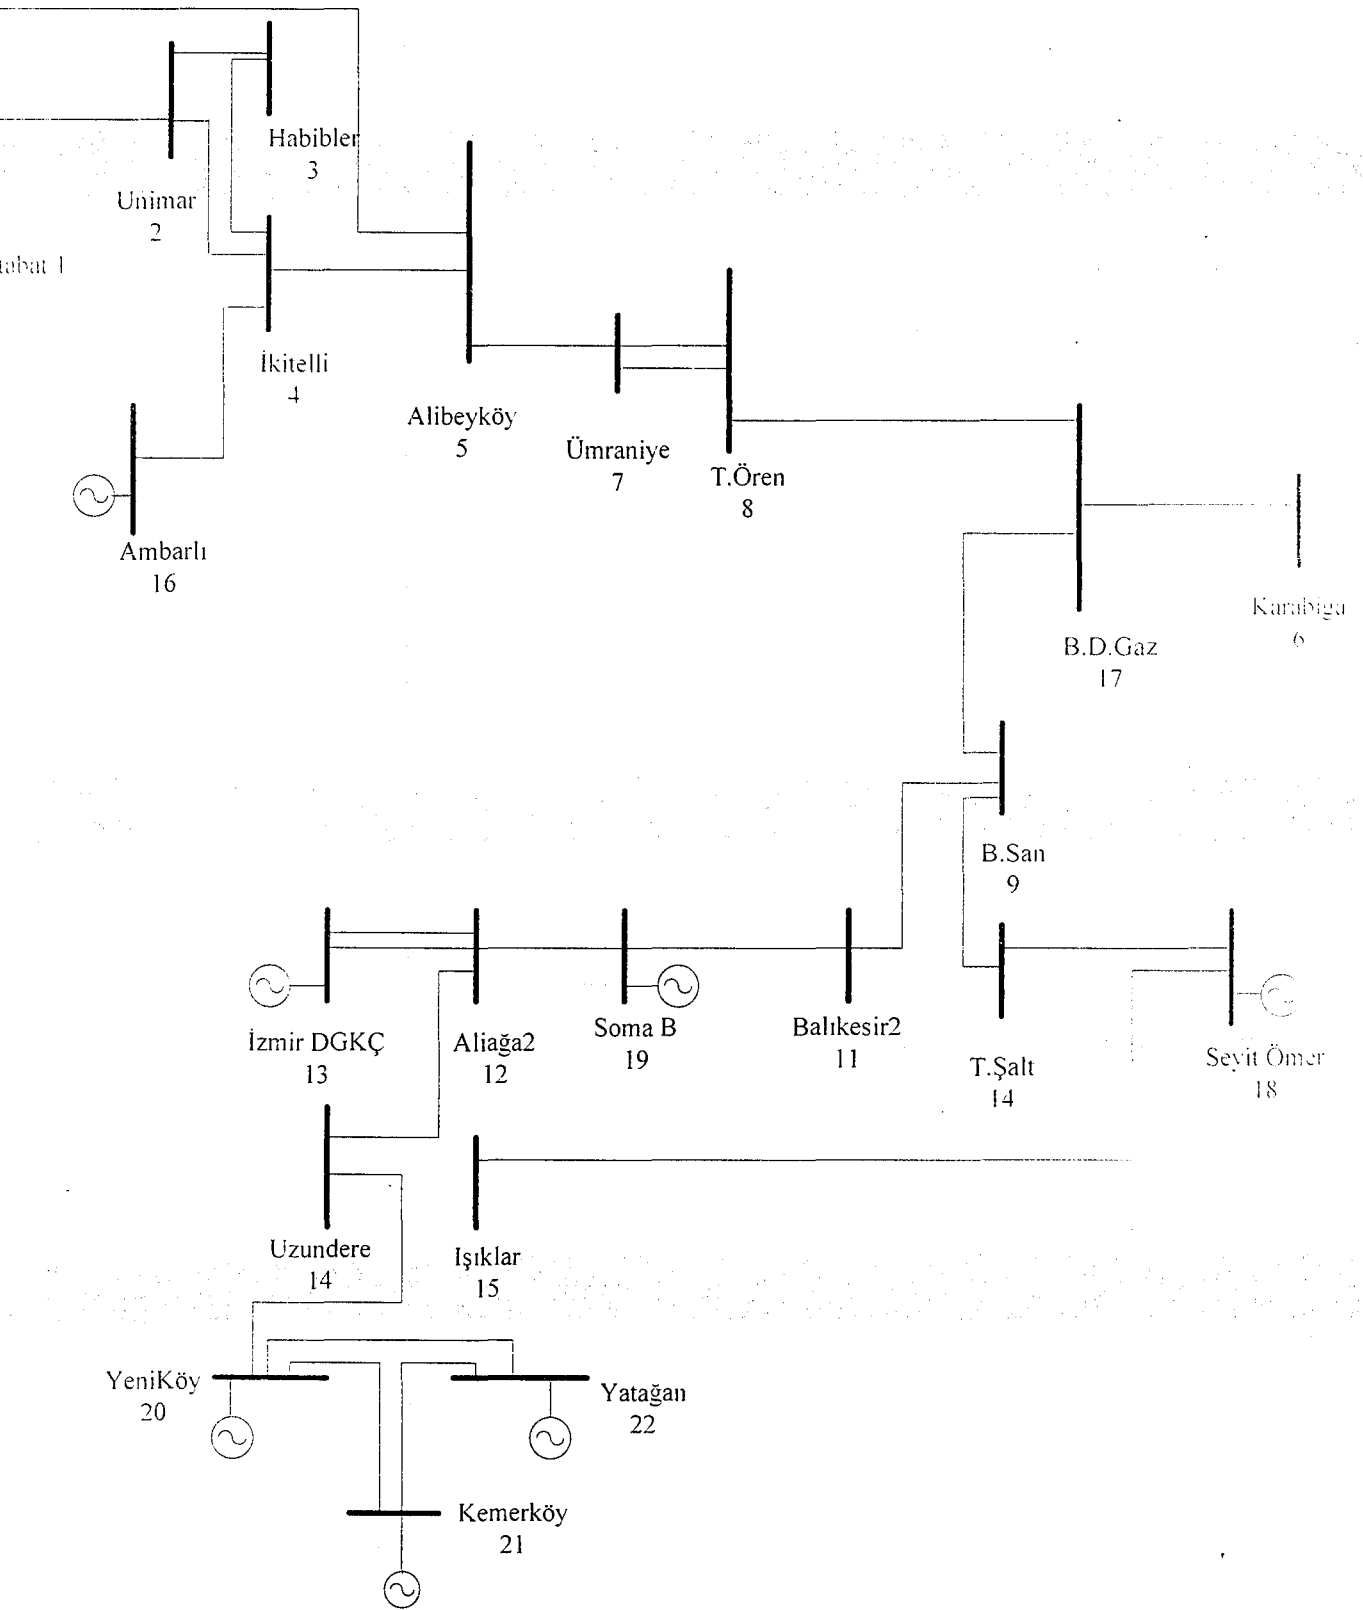 Habibler
3
Unimar
2
1
İkitelli
4
Alibeyköy
5
Ümraniye
7
T.Ören
8
Ambarlı
16
Karabiga
6
B.D.Gaz
17
B.San
9
İzmir DGKÇ
13
Aliağa2
12
Soma B
19
Balıkesir2
11
T.Şalt
14
Seyit Ömer
18
Uzundere
14
Işıklar
15
YeniKöy
20
Yatağan
22
Kemerköy
21